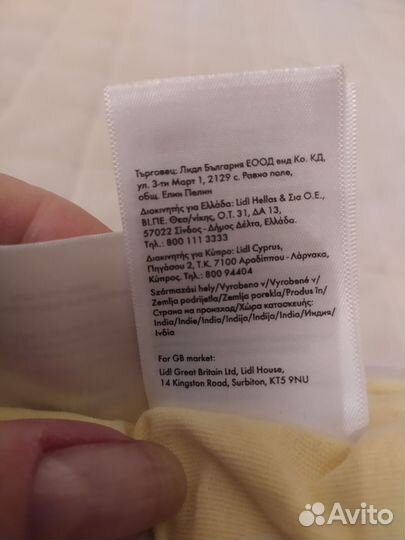 Търговец: Лидл България ЕООД енд Ко. КД,
ул. 3-ти Март 1, 2129 с. Равно поле,
общ. Елин Пелин
Διακινητής για Ελλάδα: Lidl Hellas & Σια Ο.Ε.,
ΒΙ.ΠΕ. Θεσ/νίκης, Ο.Τ. 31, ΔΑ 13,
57022 Σίνδος - Δήμος Δέλτα, Ελλάδα.
Τηλ.: 800 111 3333
Διακινητής για Κύπρο: Lidl Cyprus,
Πηγάσου 2, Τ.Κ. 7100 Αραδίππου - Λάρνακα,
Κύπρος. Τηλ.: 800 94404
Származási hely/Vyrobeno v/Vyrobené v/
Zemlja podrijetla/Zemlja porekla/Produs în/
Страна на произход/Χώρα κατασκευής:
India/Indie/India/Indija/Indija/India/Индия/
Ινδία
For GB market:
Lidl Great Britain Ltd, Lidl House,
14 Kingston Road, Surbiton, KT5 9NU
Avito